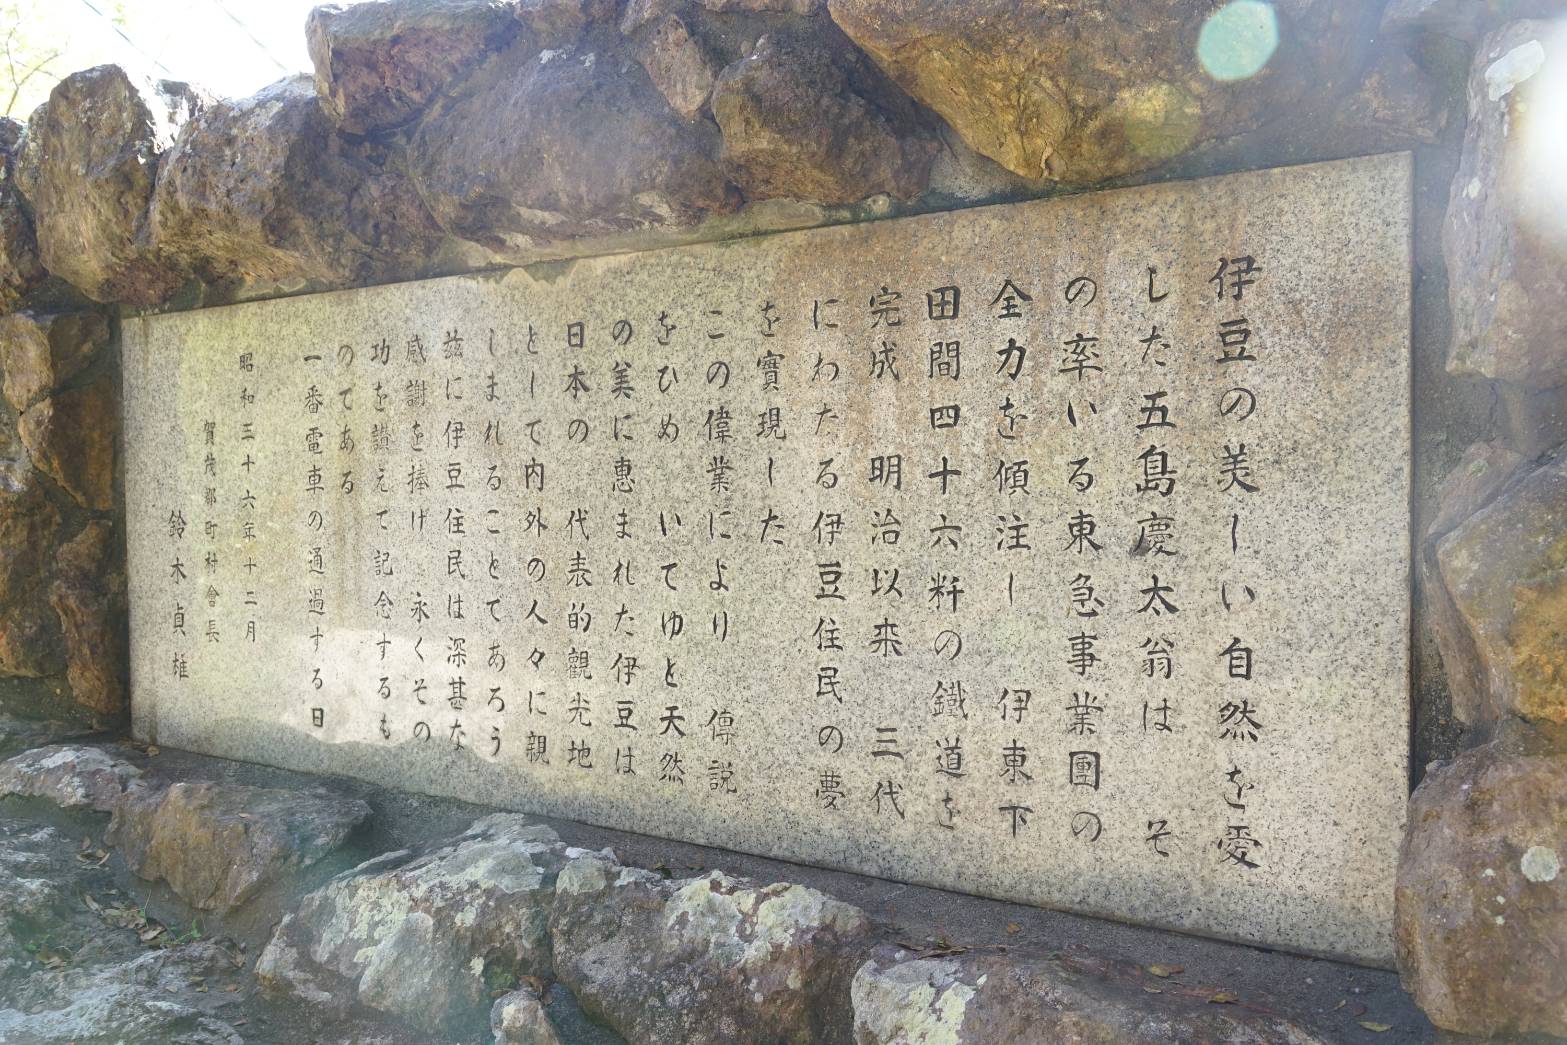 伊豆の美しい自然を愛
した五島慶太翁は　そ
の率いる東急事業團の
全力を傾注し　伊東下
田間四十六粁の鐵道を
完成　明治以来　三代
にわたる伊豆住民の夢
を實現した
この偉業により　傳説
をひめ　いでゆと天然
の美に惠まれた伊豆は
日本の　代表的観光地
として内外の人々に親
しまれることであろう
茲に伊豆住民は深甚な
感謝を捧げ　永くその
功を讃えて記念するも
のである
一番電車の通過する日
昭和三十六年十二月
賀茂郡町村會長
鈴木貞雄